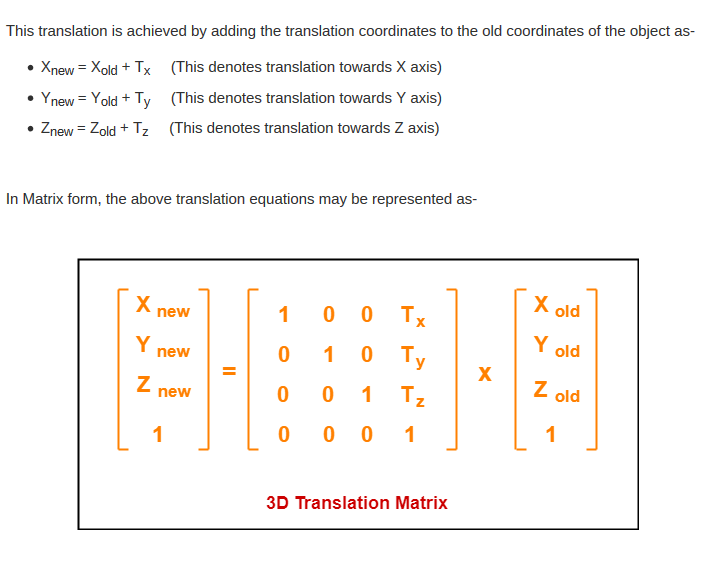 This translation is achieved by adding the translation coordinates to the old coordinates of the object as-
• Xnew = Xold + Tx (This denotes translation towards X axis)
• Ynew = Yold + Ty (This denotes translation towards Y axis)
• Znew = Zold + Tz (This denotes translation towards Z axis)
In Matrix form, the above translation equations may be represented as-
X new 1 0 0 Tx X old
Y new 0 1 0 Ty Y old
= X
Z new 0 0 1 Tz Z old
1 0 0 0 1 1
3D Translation Matrix